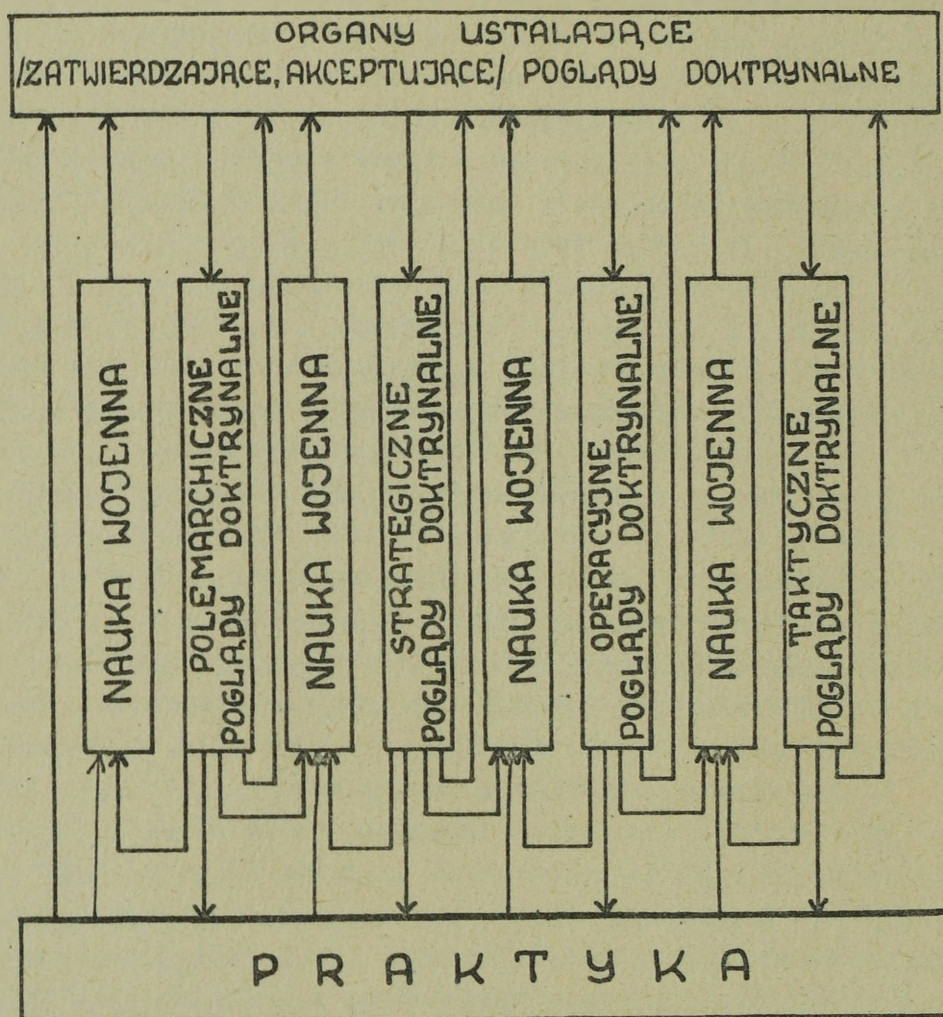 ORGANY USTALAJĄCE
/ZATWIERDZAJĄCE, AKCEPTUJĄCE/ POGLĄDY DOKTRYNALNE
NAUKA WOJENNA
POLEMARCHICZNE
POGLĄDY DOKTRYNALNE
NAUKA WOJENNA
STRATEGICZNE
POGLĄDY DOKTRYNALNE
NAUKA WOJENNA
OPERACYJNE
POGLĄDY DOKTRYNALNE
NAUKA WOJENNA
TAKTYCZNE
POGLĄDY DOKTRYNALNE
PRAKTYKA